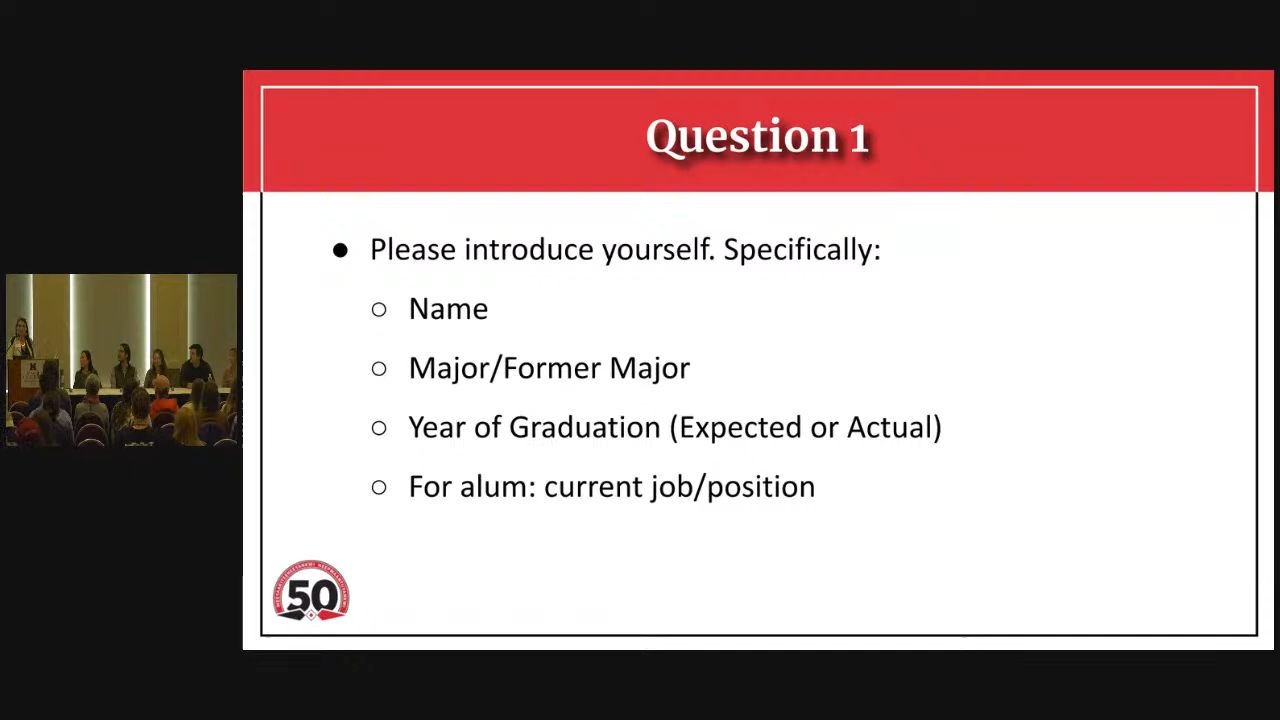 Question 1
● Please introduce yourself. Specifically:
○ Name
○ Major/Former Major
○ Year of Graduation (Expected or Actual)
○ For alum: current job/position
50